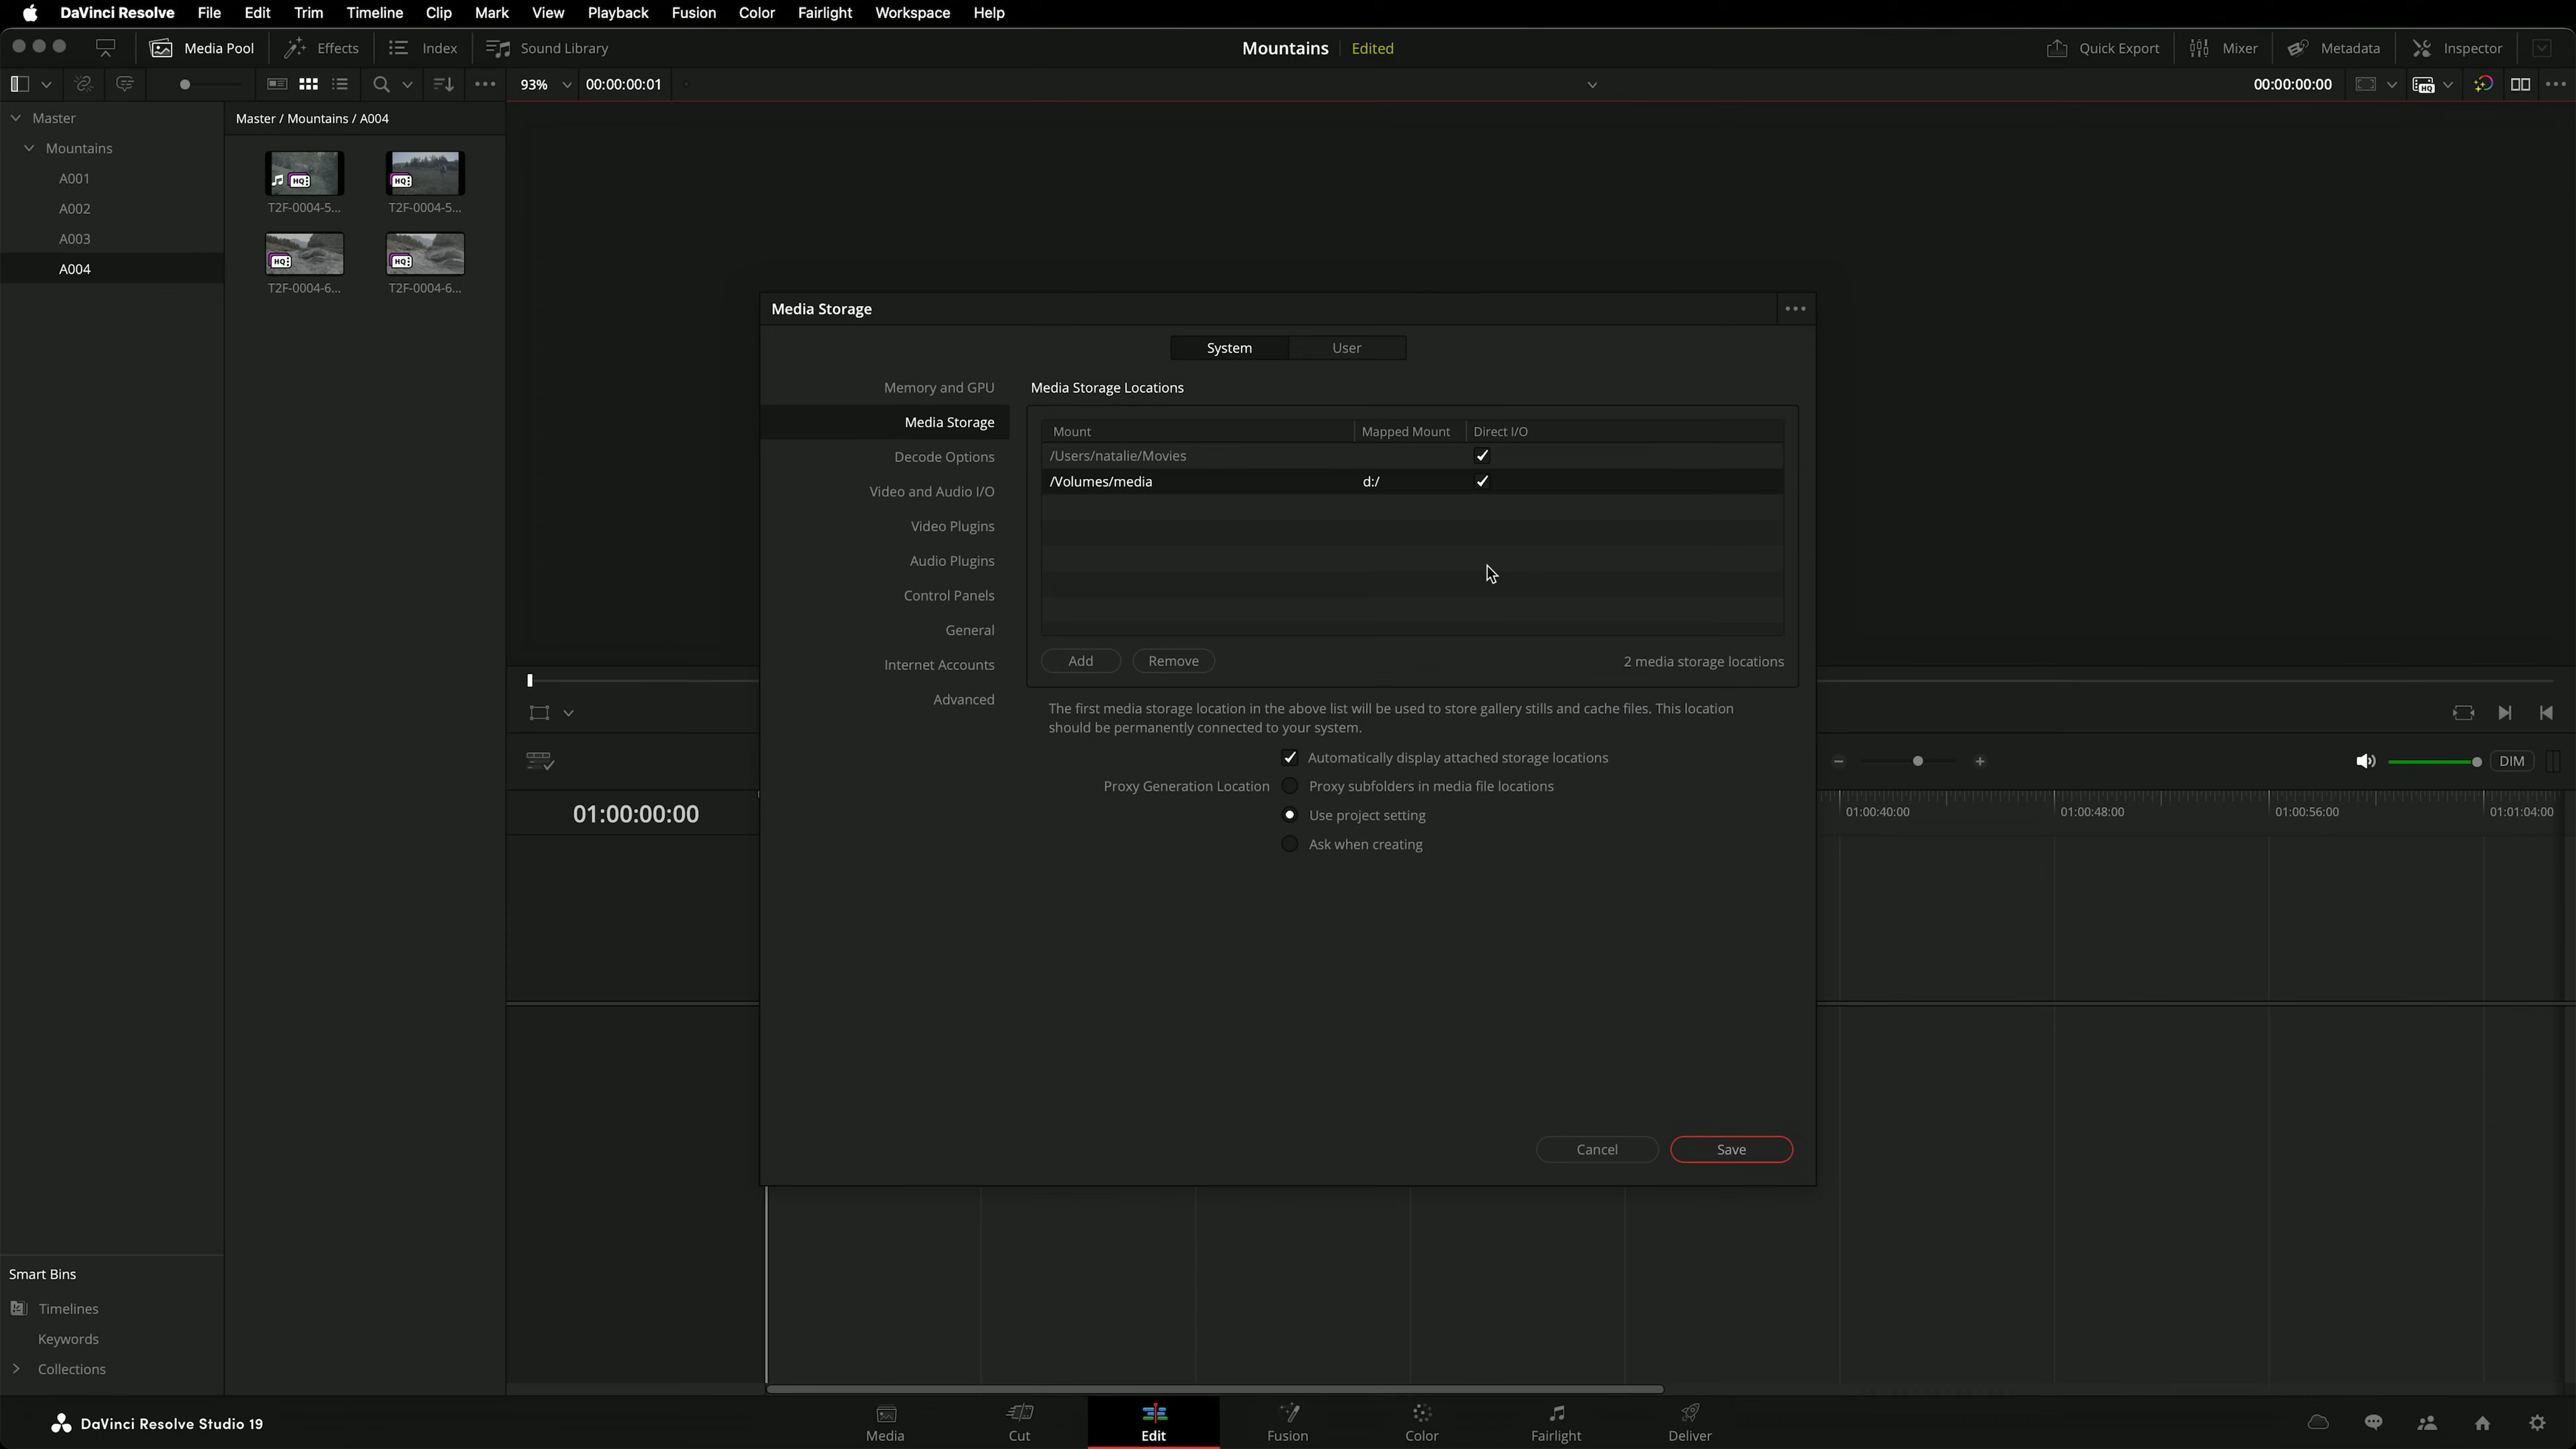 DaVinci Resolve File Edit Trim Timeline Clip Mark View Playback Fusion Color Fairlight Workspace Help
Media Pool Effects Index Sound Library Mountains Edited Quick Export Mixer Metadata Inspector
93% 00:00:00:01 00:00:00:00
Master
Mountains
A001
A002
A003
A004
Master / Mountains / A004
HQ HQ
T2F-0004-5... T2F-0004-5...
HQ HQ
T2F-0004-6... T2F-0004-6...
Media Storage
System User
Memory and GPU
Media Storage
Decode Options
Video and Audio I/O
Video Plugins
Audio Plugins
Control Panels
General
Internet Accounts
Advanced
Media Storage Locations
Mount Mapped Mount Direct I/O
/Users/natalie/Movies
/Volumes/media d:/
Add Remove 2 media storage locations
The first media storage location in the above list will be used to store gallery stills and cache files. This location
should be permanently connected to your system.
Automatically display attached storage locations
Proxy Generation Location Proxy subfolders in media file locations
Use project setting
Ask when creating
Cancel Save
DIM
01:00:00:00
01:00:40:00 01:00:48:00 01:00:56:00 01:01:04:00
Smart Bins
Timelines
Keywords
Collections
DaVinci Resolve Studio 19
Media Cut Edit Fusion Color Fairlight Deliver